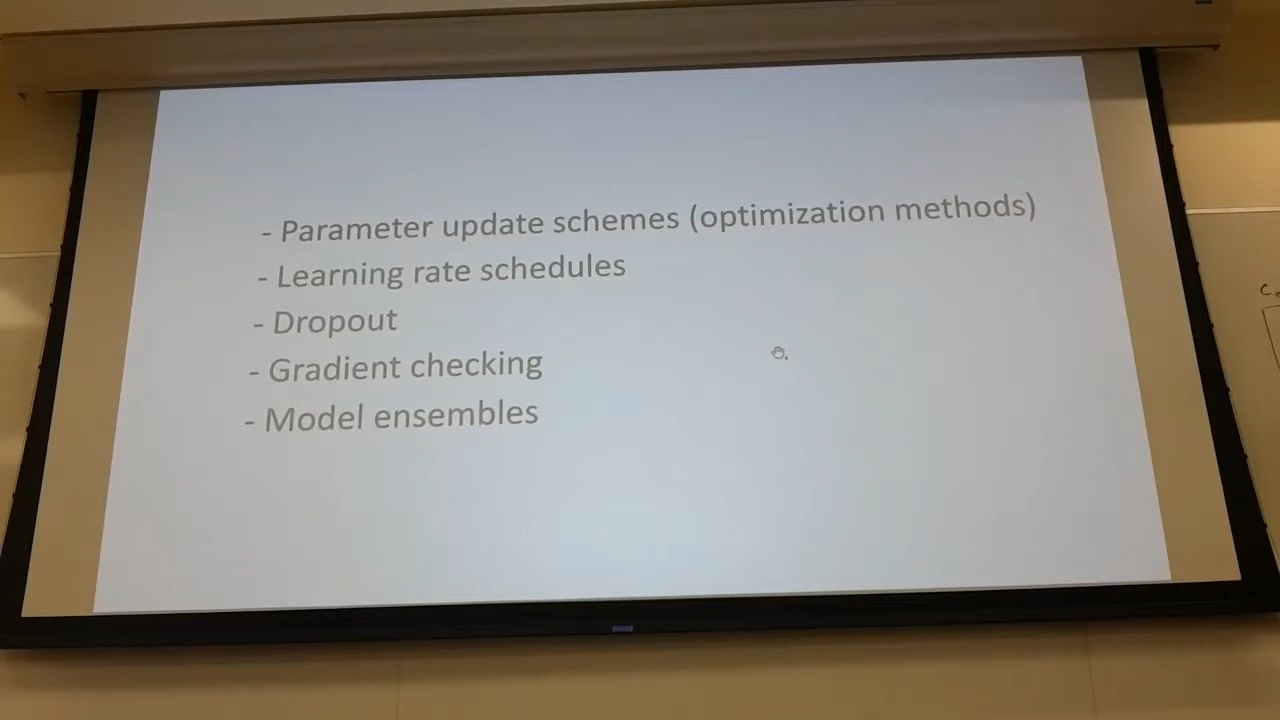 - Parameter update schemes (optimization methods)
- Learning rate schedules
- Dropout
- Gradient checking
- Model ensembles